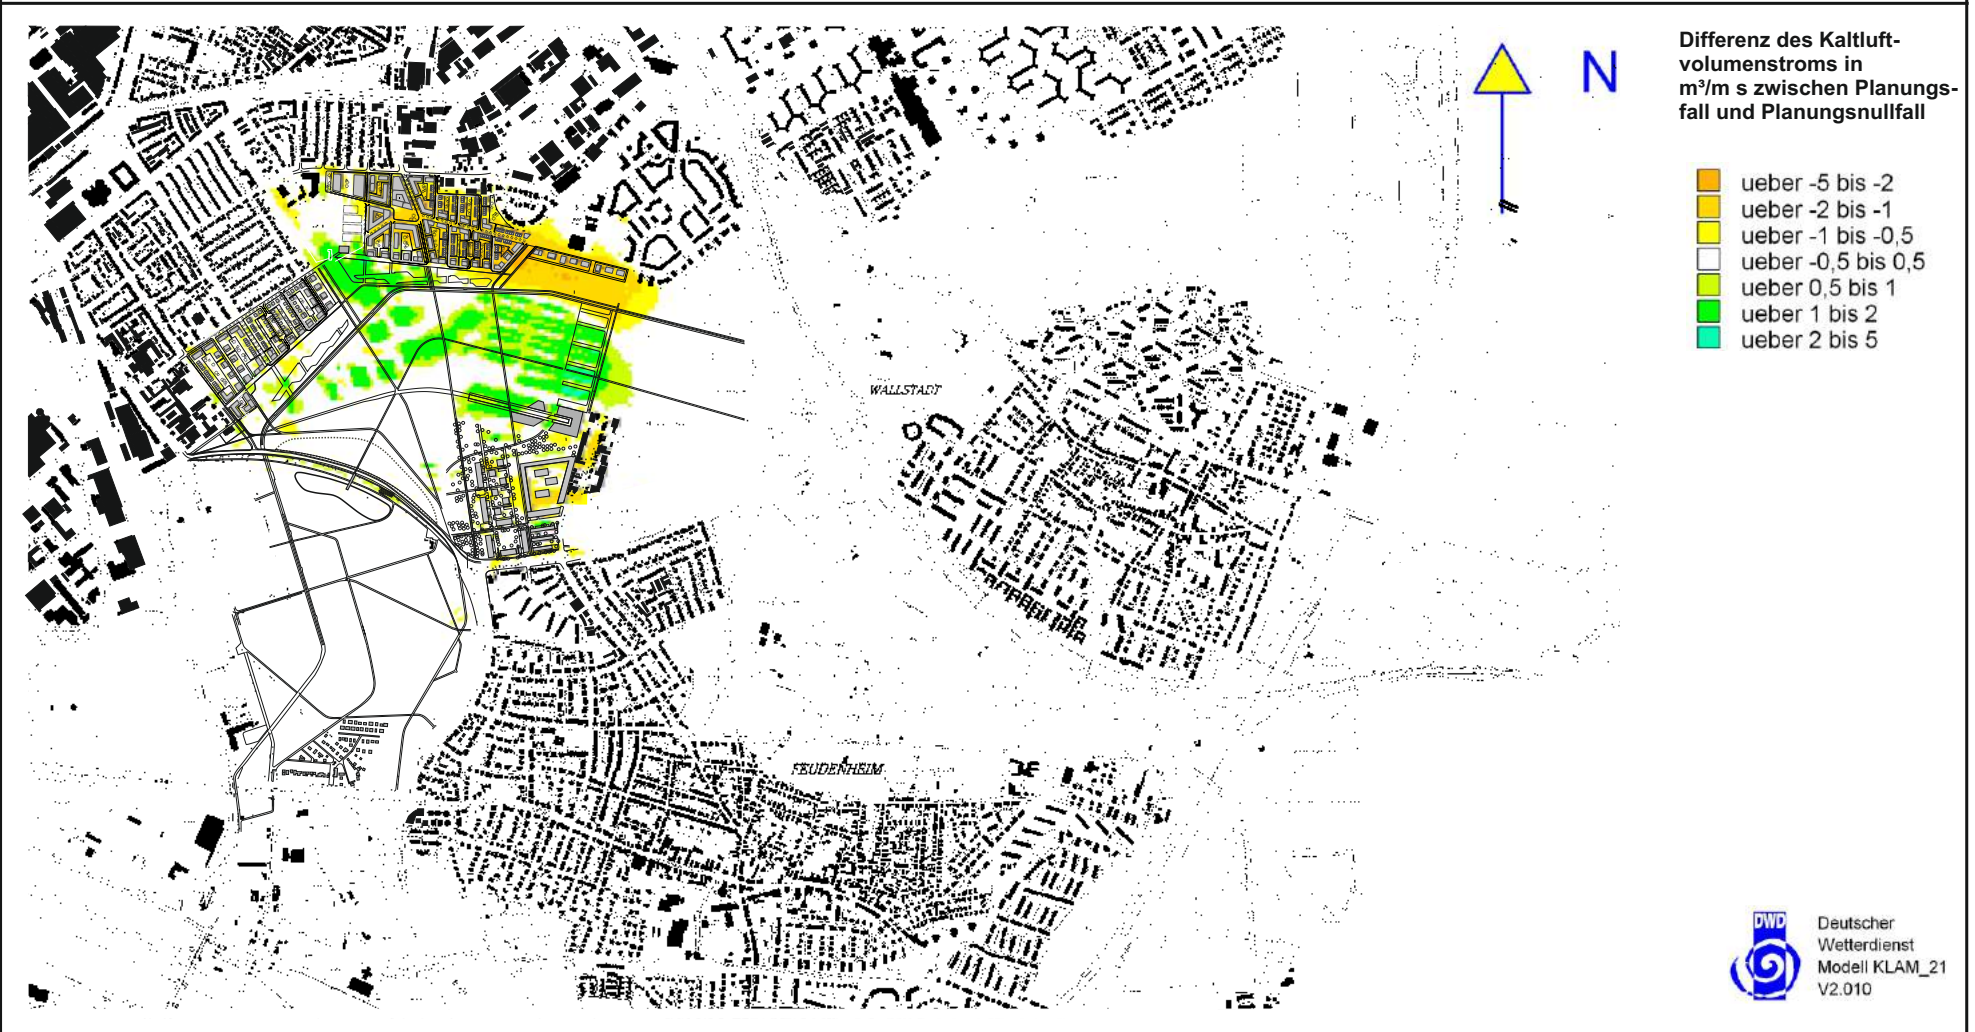 Differenz des Kaltluft-
volumenstroms in
m³/m s zwischen Planungs-
fall und Planungsnullfall
N
ueber -5 bis -2
ueber -2 bis -1
ueber -1 bis -0,5
ueber -0,5 bis 0,5
ueber 0,5 bis 1
ueber 1 bis 2
ueber 2 bis 5
WALLSTADT
FEUDENHEIM
DWD
Deutscher
Wetterdienst
Modell KLAM_21
V2.010